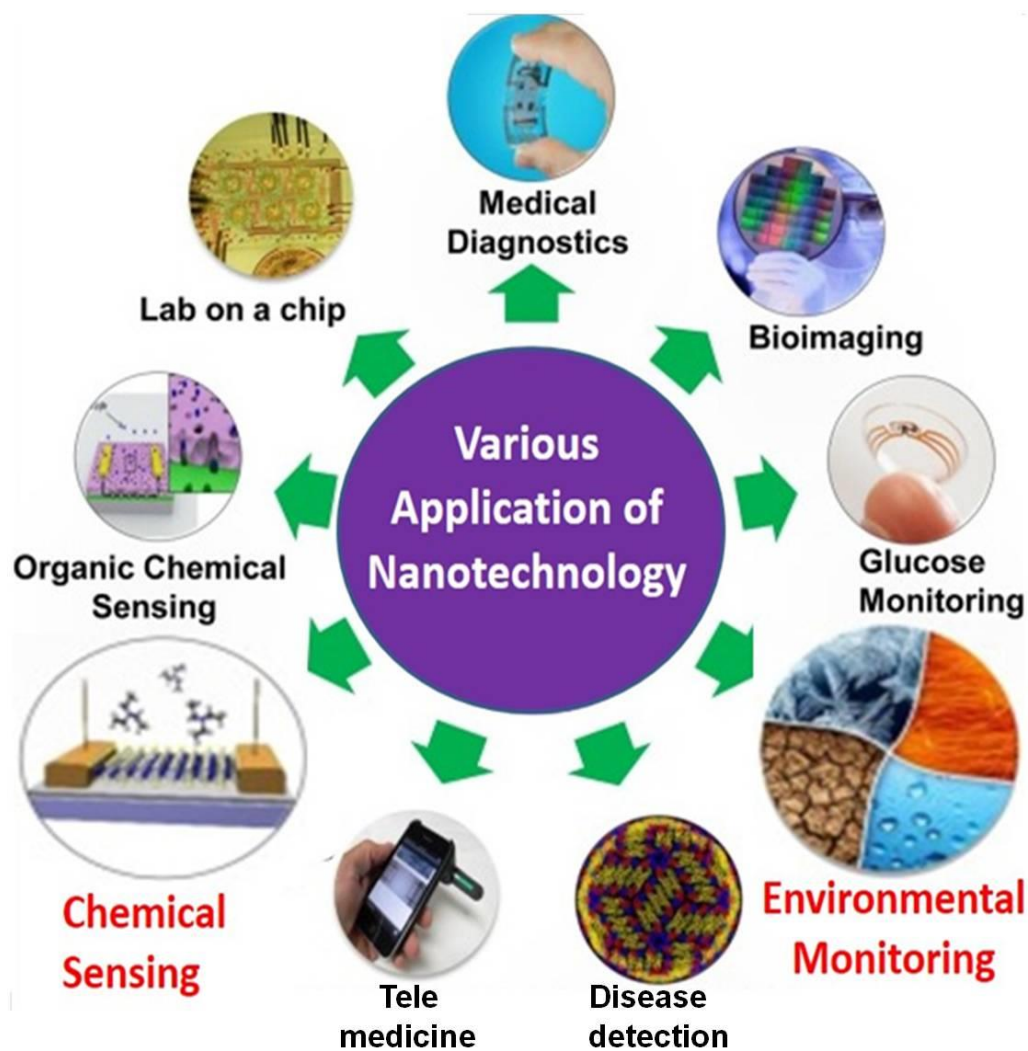 Medical
Diagnostics
Lab on a chip
Bioimaging
Various
Application of
Nanotechnology
Organic Chemical
Sensing
Glucose
Monitoring
Chemical
Sensing
Environmental
Monitoring
Tele
medicine
Disease
detection